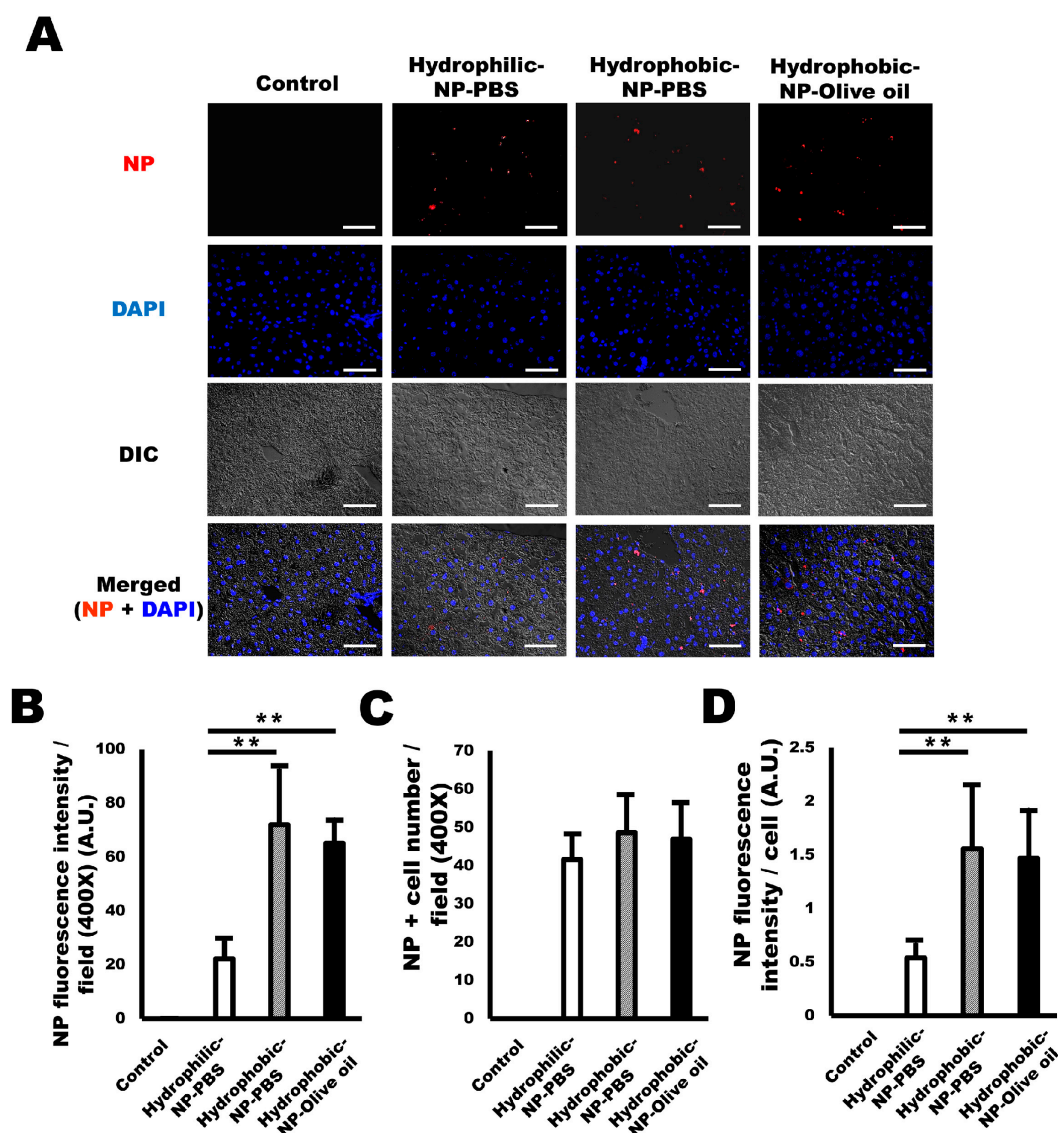 A
Control
Hydrophilic-
NP-PBS
Hydrophobic-
NP-PBS
Hydrophobic-
NP-Olive oil
NP
DAPI
DIC
Merged
(NP + DAPI)
B
NP fluorescence intensity /
field (400X) (A.U.)
100
80
60
40
20
0
**
**
Control
Hydrophilic-
NP-PBS
Hydrophobic-
NP-PBS
Hydrophobic-
NP-Olive oil
C
NP + cell number /
field (400X)
70
60
50
40
30
20
10
0
Control
Hydrophilic-
NP-PBS
Hydrophobic-
NP-PBS
Hydrophobic-
NP-Olive oil
D
NP fluorescence
intensity / cell (A.U.)
2.5
2
1.5
1
0.5
0
**
**
Control
Hydrophilic-
NP-PBS
Hydrophobic-
NP-PBS
Hydrophobic-
NP-Olive oil